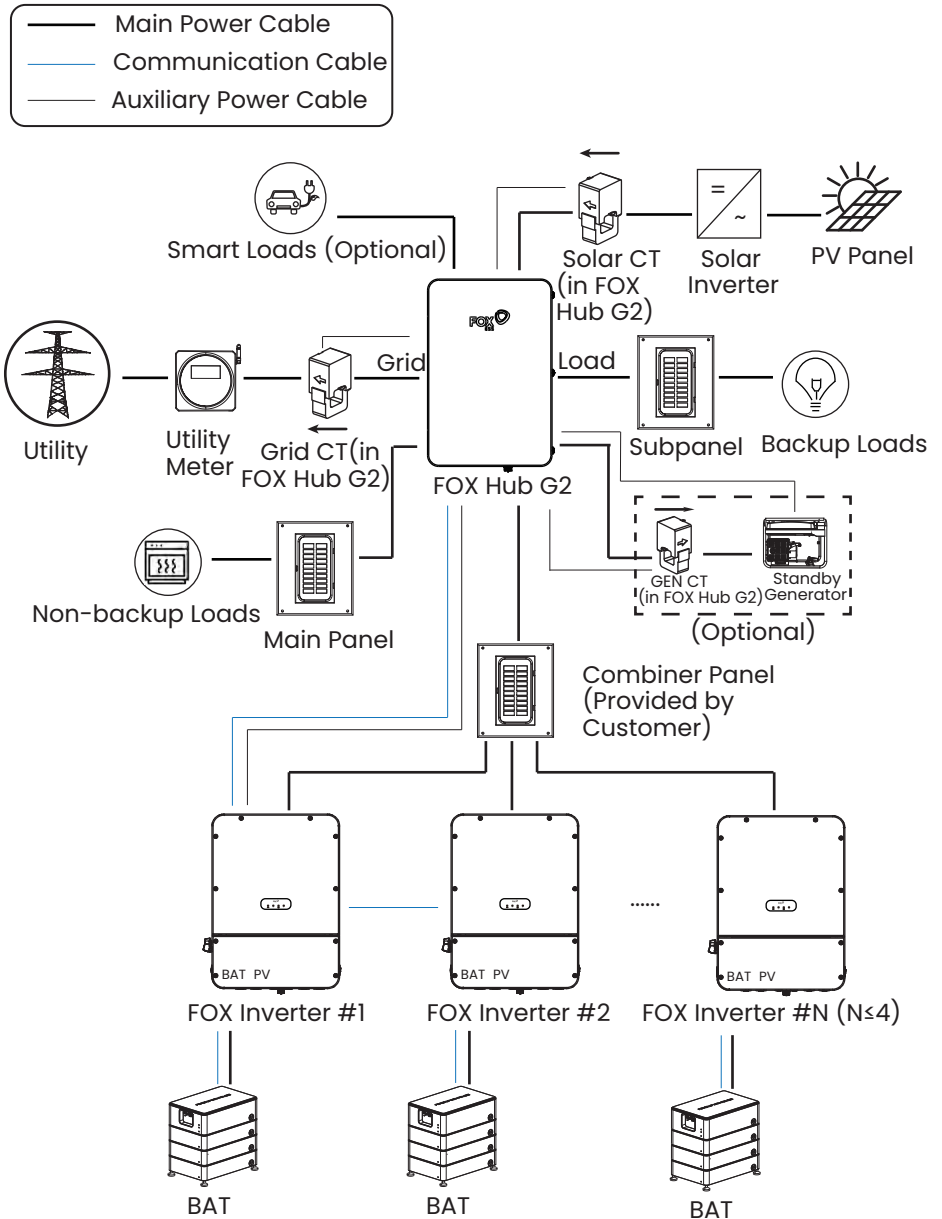 Main Power Cable
Communication Cable
Auxiliary Power Cable
Smart Loads (Optional)
Solar CT
(in FOX
Hub G2)
=
~
Solar
Inverter
PV Panel
FOX
Utility
Utility
Meter
Grid CT(in
FOX Hub G2)
Grid
Load
FOX Hub G2
Subpanel
Backup Loads
Non-backup Loads
Main Panel
GEN CT
(in FOX Hub G2)
Standby
Generator
(Optional)
Combiner Panel
(Provided by
Customer)
BAT PV
FOX Inverter #1
BAT PV
FOX Inverter #2
......
BAT PV
FOX Inverter #N (N≤4)
BAT
BAT
BAT